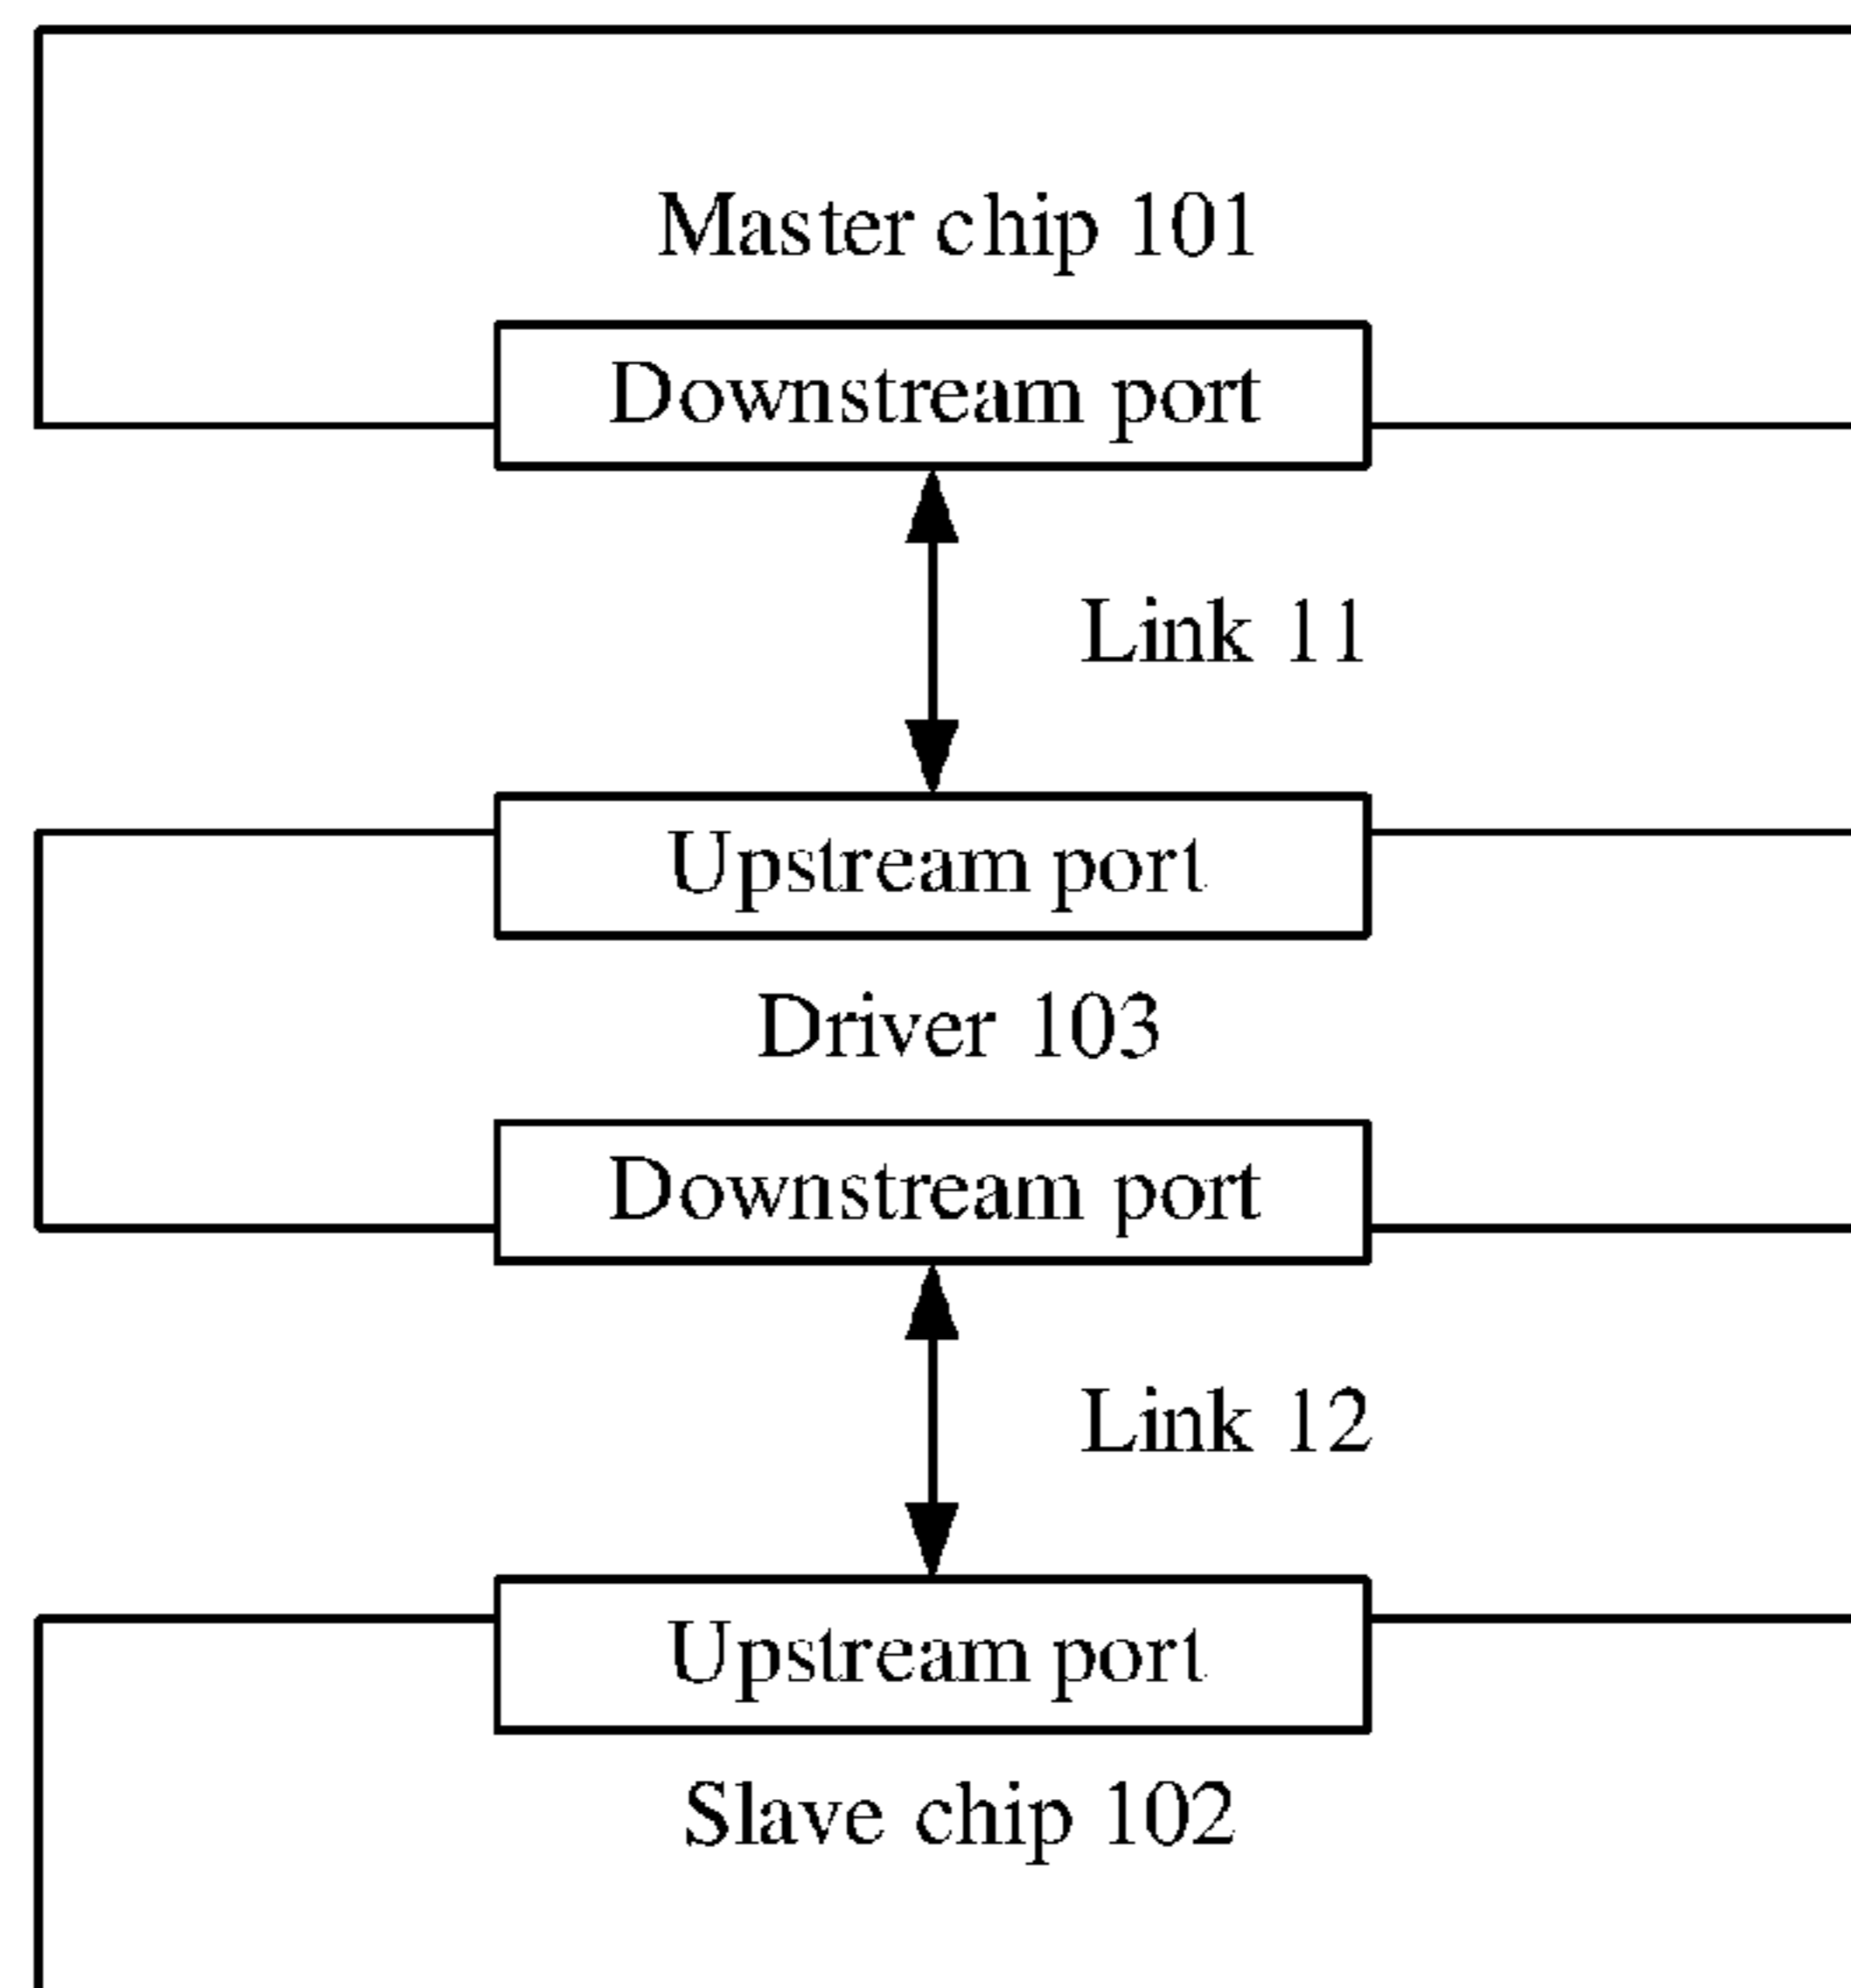 Master chip 101
Downstream port
Link 11
Upstream port
Driver 103
Downstream port
Link 12
Upstream port
Slave chip 102